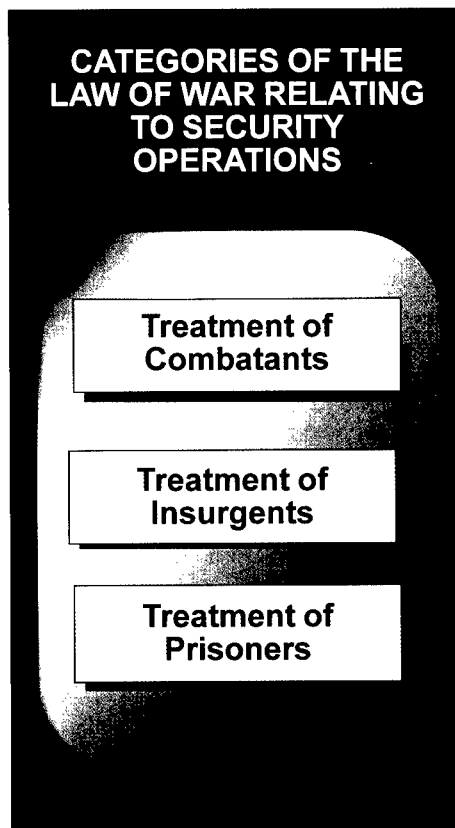 CATEGORIES OF THE
LAW OF WAR RELATING
TO SECURITY
OPERATIONS
Treatment of
Combatants
Treatment of
Insurgents
Treatment of
Prisoners